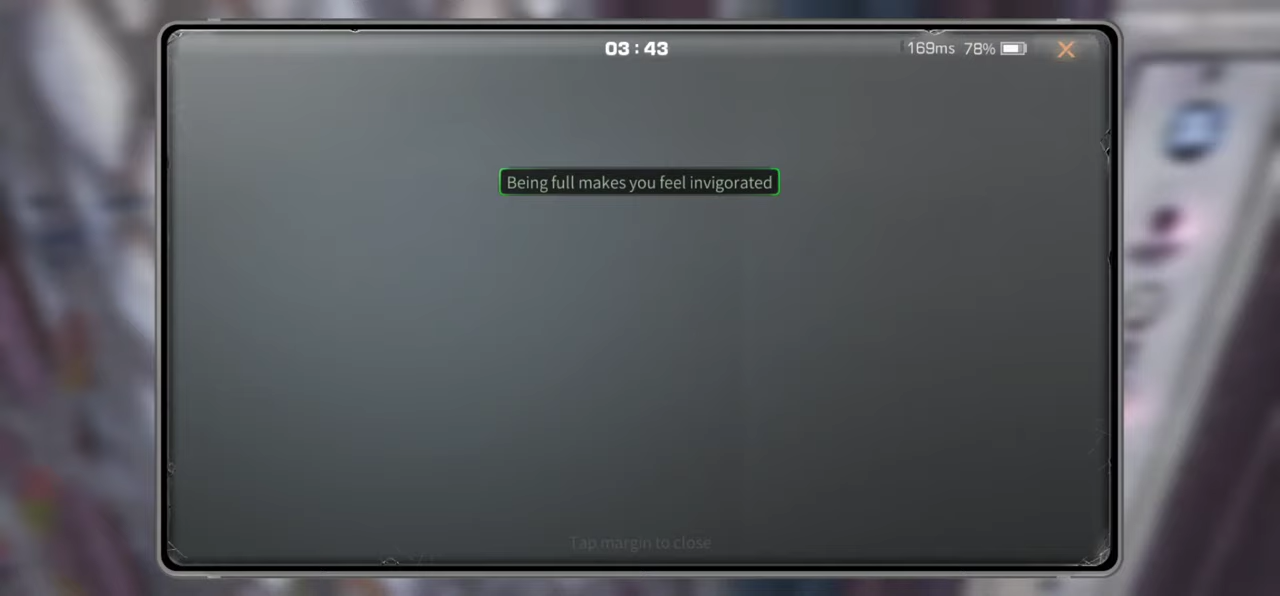 03 : 43
169ms 78%
X
Being full makes you feel invigorated
Tap margin to close